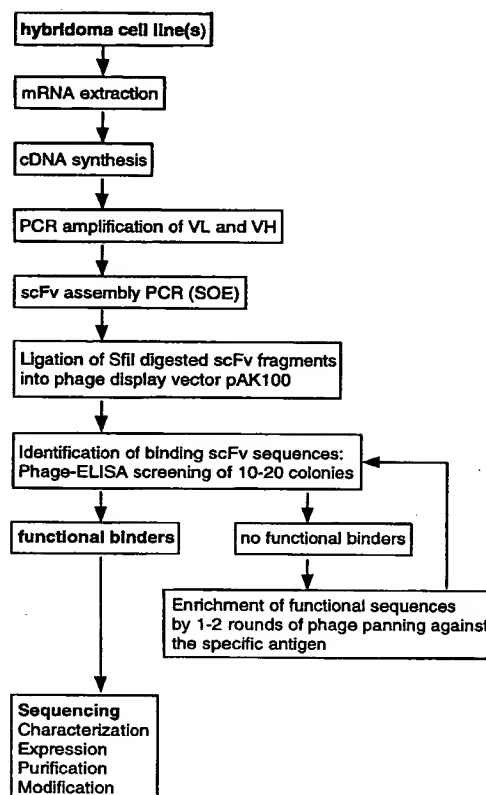 hybridoma cell line(s)
mRNA extraction
cDNA synthesis
PCR amplification of VL and VH
scFv assembly PCR (SOE)
Ligation of SfiI digested scFv fragments
into phage display vector pAK100
Identification of binding scFv sequences:
Phage-ELISA screening of 10-20 colonies
functional binders
no functional binders
Enrichment of functional sequences
by 1-2 rounds of phage panning against
the specific antigen
Sequencing
Characterization
Expression
Purification
Modification